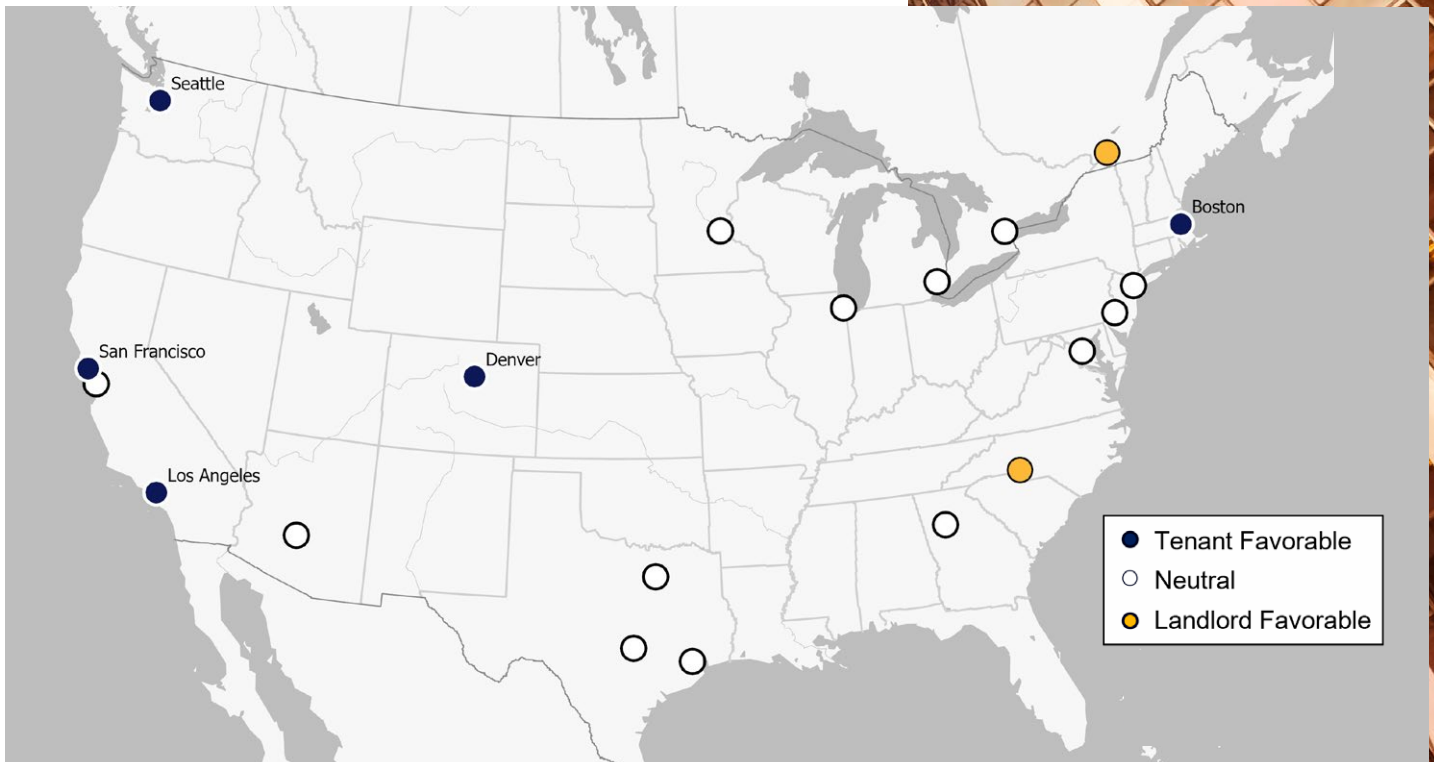 Seattle
Boston
San Francisco
Denver
Los Angeles
Tenant Favorable
Neutral
Landlord Favorable